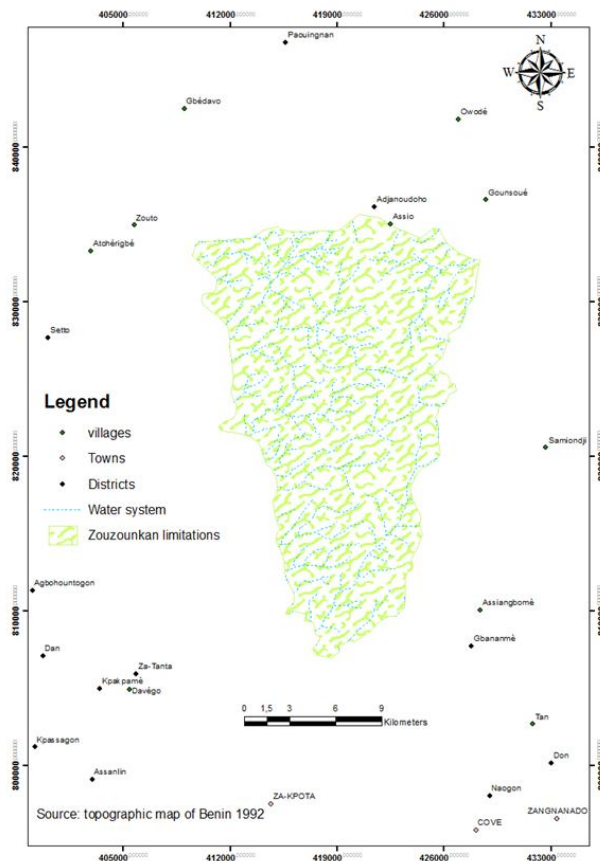 405000 412000 419000 426000 433000
Paouingnan
N
W E
S
Gbédavo
Owodé
840000
Gounsoué
Adjanoudoho
Assio
Zouto
Atchérigbé
830000
Setto
Legend
villages
Towns
Districts
Water system
Zouzounkan limitations
Samiondji
820000
Agbohountogon
Assiangbomè
810000
Gbananmè
Dan
Za-Tanta
Kpakpamè
Davégo
0 1,5 3 6 9
Kilometers
Tan
Kpassagon
Don
Assanlin
800000
Naogon
ZA-KPOTA
Source: topographic map of Benin 1992
ZANGNANADO
COVE
405000 412000 419000 426000 433000